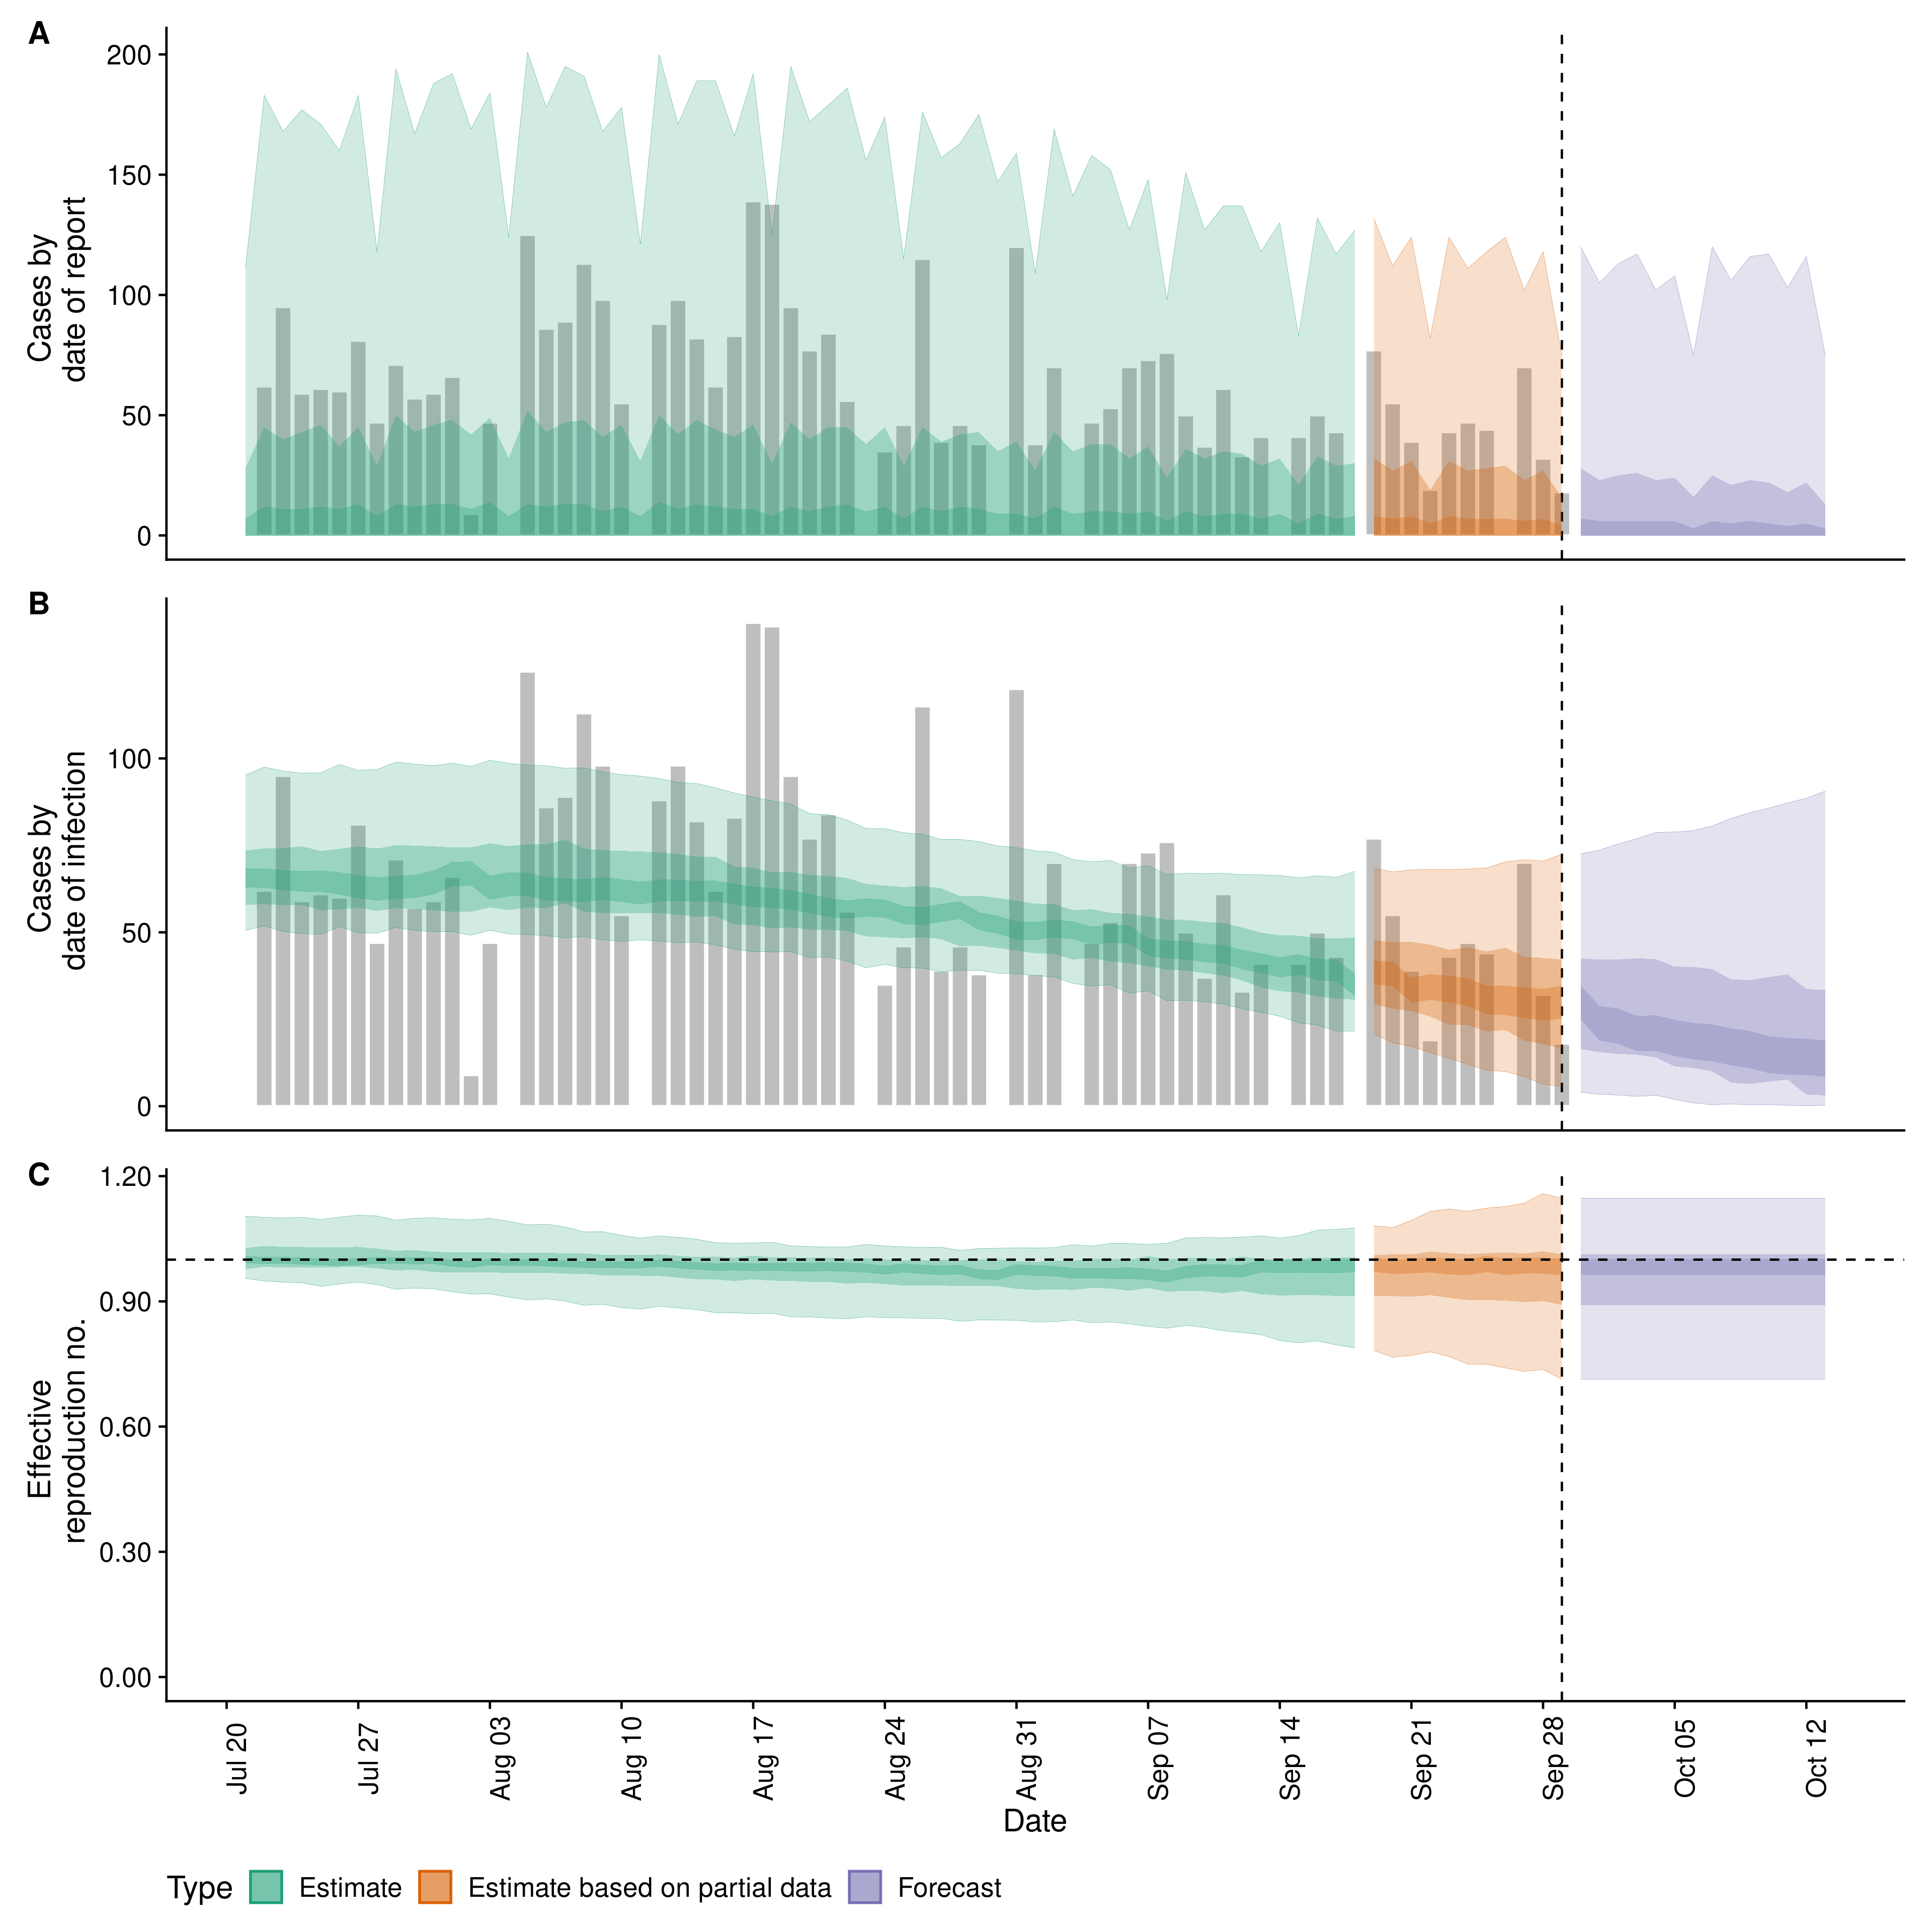 A
200
150
100
50
0
Cases by
date of report
B
100
50
0
Cases by
date of infection
C
1.20
0.90
0.60
0.30
0.00
Effective
reproduction no.
Jul 20
Jul 27
Aug 03
Aug 10
Aug 17
Aug 24
Aug 31
Sep 07
Sep 14
Sep 21
Sep 28
Oct 05
Oct 12
Date
Type Estimate Estimate based on partial data Forecast